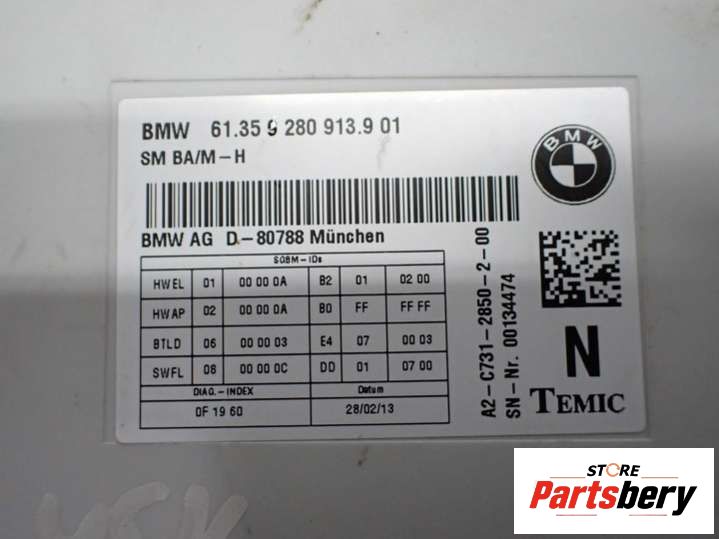 BMW 61.35 9 280 913.9 01
SM BA/M-H
BMW
BMW AG D-80788 München
SGBM-IDs
HWEL 01 00 00 0A B2 01 02 00
HWAP 02 00 00 0A B0 FF FF FF
BTLD 06 00 00 03 E4 07 00 03
SWFL 08 00 00 0C DD 01 07 00
DIAG.-INDEX Datum
0F 19 60 28/02/13
A2-C731-2850-2-00
SN-Nr. 00134474
N
TEMIC
STORE
Partsbery